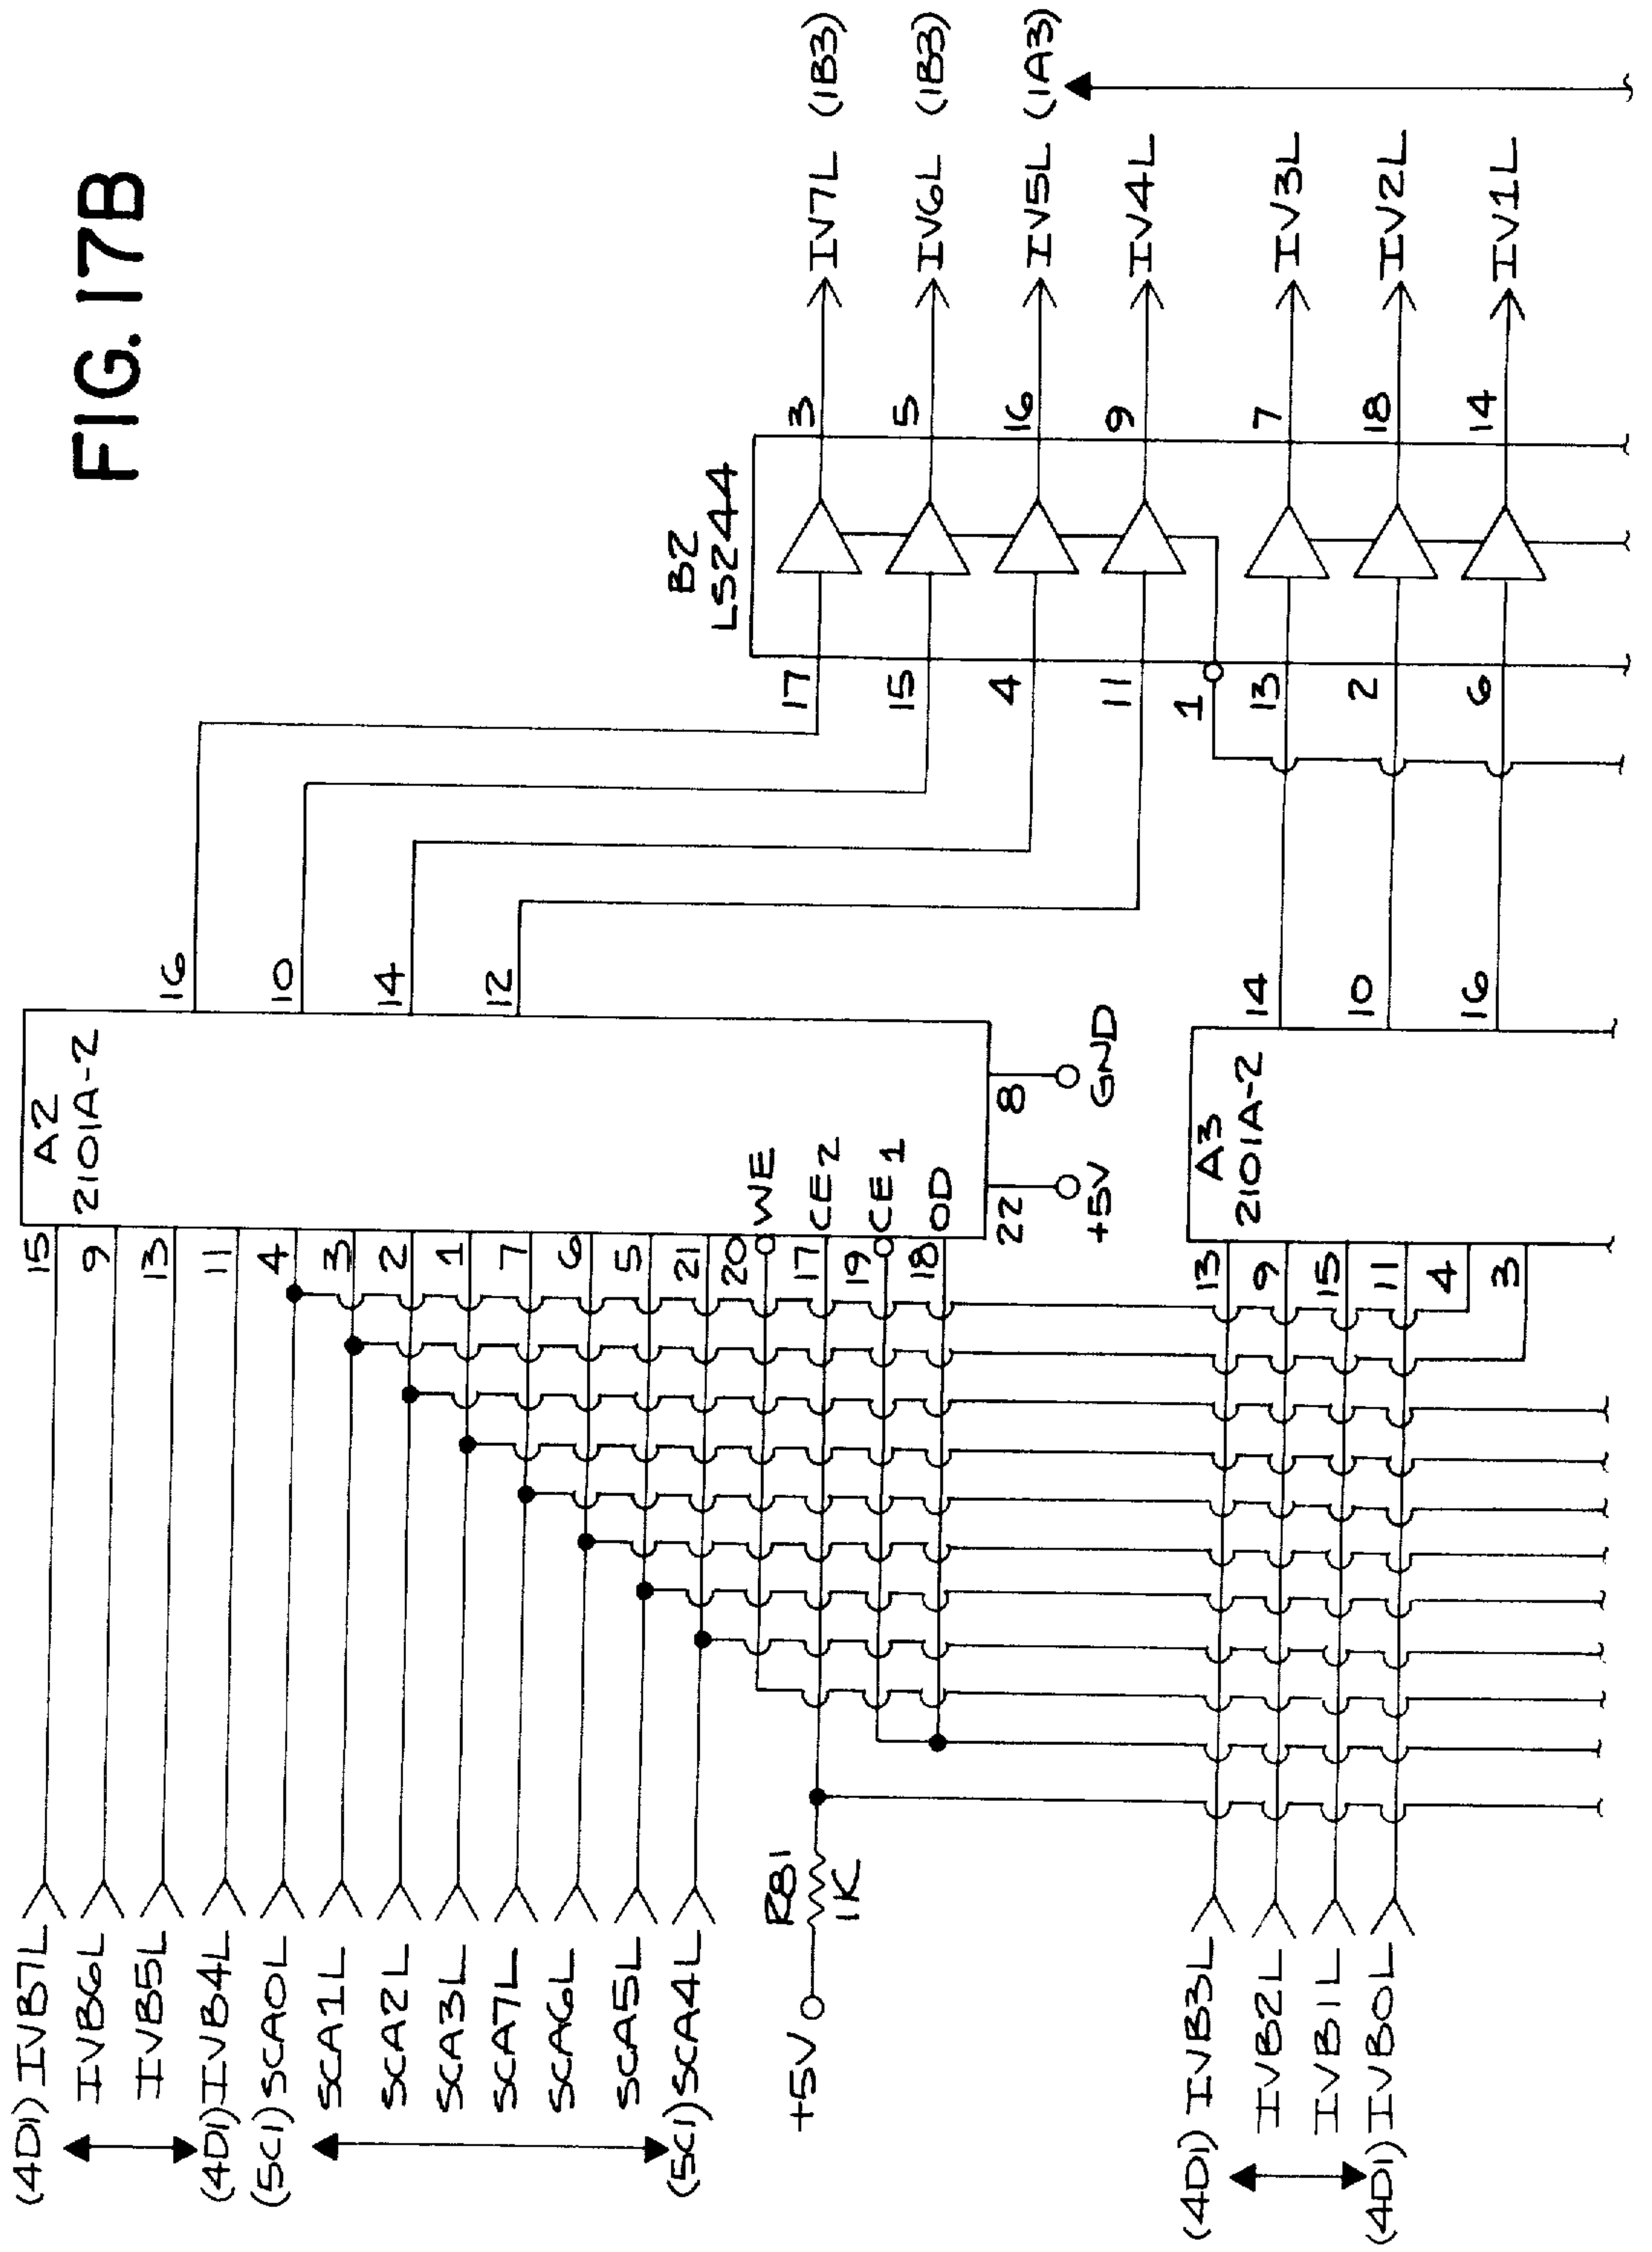 FIG. 17B
(4D1) IVB7L
IVB6L
IVB5L
(4D1) IVB4L
(5C1) SCA0L
SCA1L
SCA2L
SCA3L
SCA7L
SCA6L
SCA5L
(5C1) SCA4L
+5V
R81
1K
(4D1) IVB3L
IVB2L
IVB1L
(4D1) IVB0L
15
9
13
11
4
3
2
1
7
6
5
21
20
17
19
18
A2
2101A-2
WE
CE2
CE1
OD
22
+5V
8
GND
16
10
14
12
13
9
15
11
4
3
A3
2101A-2
14
10
16
B2
LS244
17
15
4
11
1
13
2
6
3
5
16
9
7
18
14
IV7L (1B3)
IV6L (1B3)
IV5L (1A3)
IV4L
IV3L
IV2L
IV1L